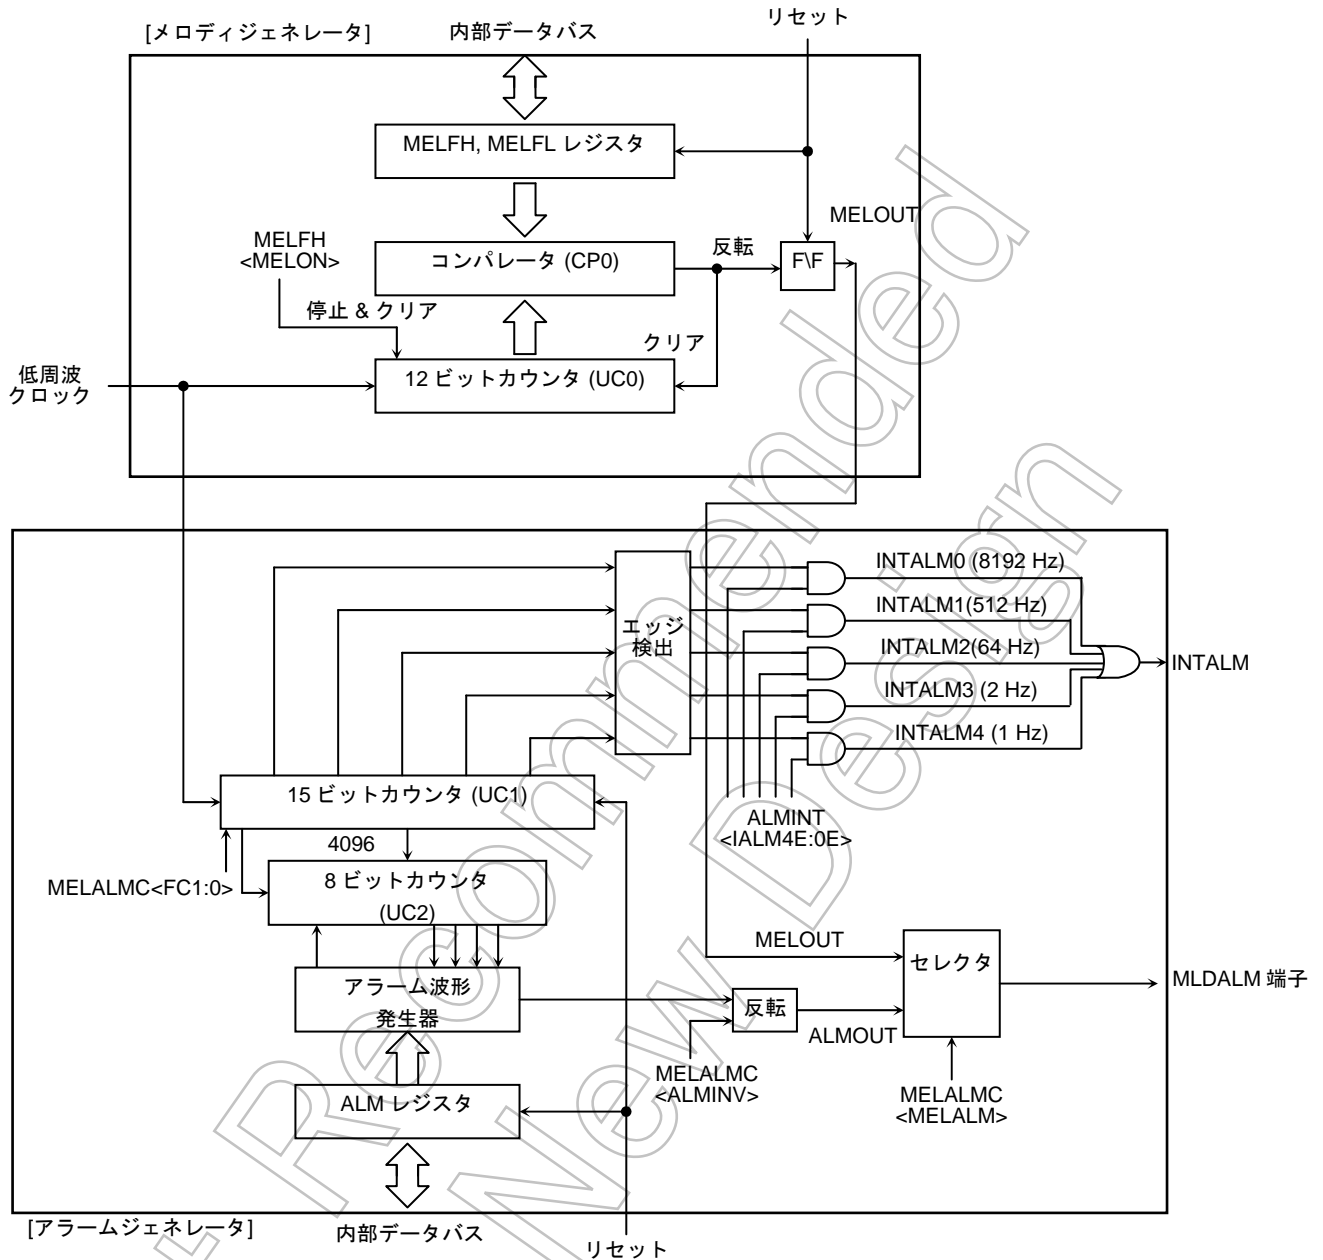 リセット
[メロディジェネレータ]
内部データバス
MELFH, MELFL レジスタ
MELOUT
MELFH
<MELON>
コンパレータ (CP0)
反転
F\F
停止 & クリア
クリア
低周波
クロック
12 ビットカウンタ (UC0)
エッジ
検出
INTALM0 (8192 Hz)
INTALM1(512 Hz)
INTALM2(64 Hz)
INTALM3 (2 Hz)
INTALM4 (1 Hz)
INTALM
15 ビットカウンタ (UC1)
ALMINT
<IALM4E:0E>
4096
MELALMC<FC1:0>
8 ビットカウンタ
(UC2)
MELOUT
セレクタ
MLDALM 端子
アラーム波形
発生器
反転
ALMOUT
MELALMC
<ALMINV>
MELALMC
<MELALM>
ALM レジスタ
[アラームジェネレータ]
内部データバス
リセット
Recommended
New Design